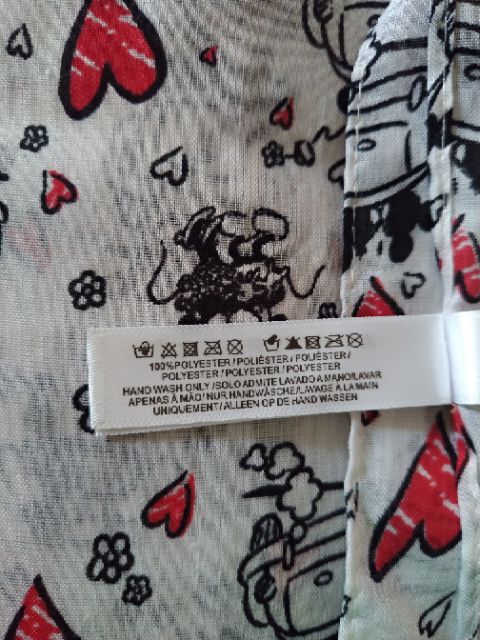 100%POLYESTER / POLIÉSTER / POLIÉSTER /
POLYESTER / POLYESTER / POLYESTER
HAND WASH ONLY / SOLO ADMITE LAVADO A MANO/LAVAR
APENAS À MÃO/ NUR, HANDWÄSCHE/LAVAGE A LA MAIN
UNIQUEMENT / ALLEEN OP DE HAND WASSEN